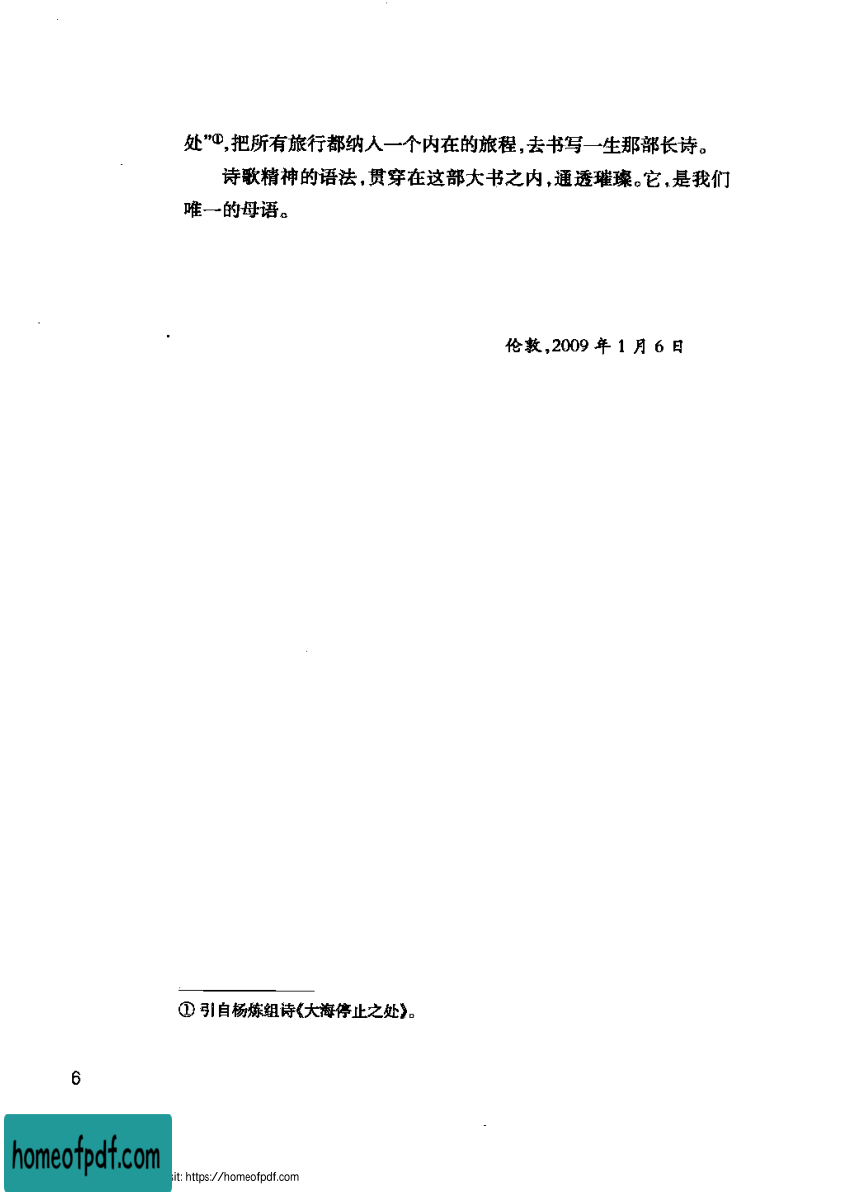 处”①,把所有旅行都纳入一个内在的旅程,去书写一生那部长诗。
诗歌精神的语法,贯穿在这部大书之内,通透璀璨。它,是我们
唯一的母语。
伦敦,2009 年 1 月 6 日
① 引自杨炼组诗《大海停止之处》。
6
homeofpdf.com
sit: https://homeofpdf.com